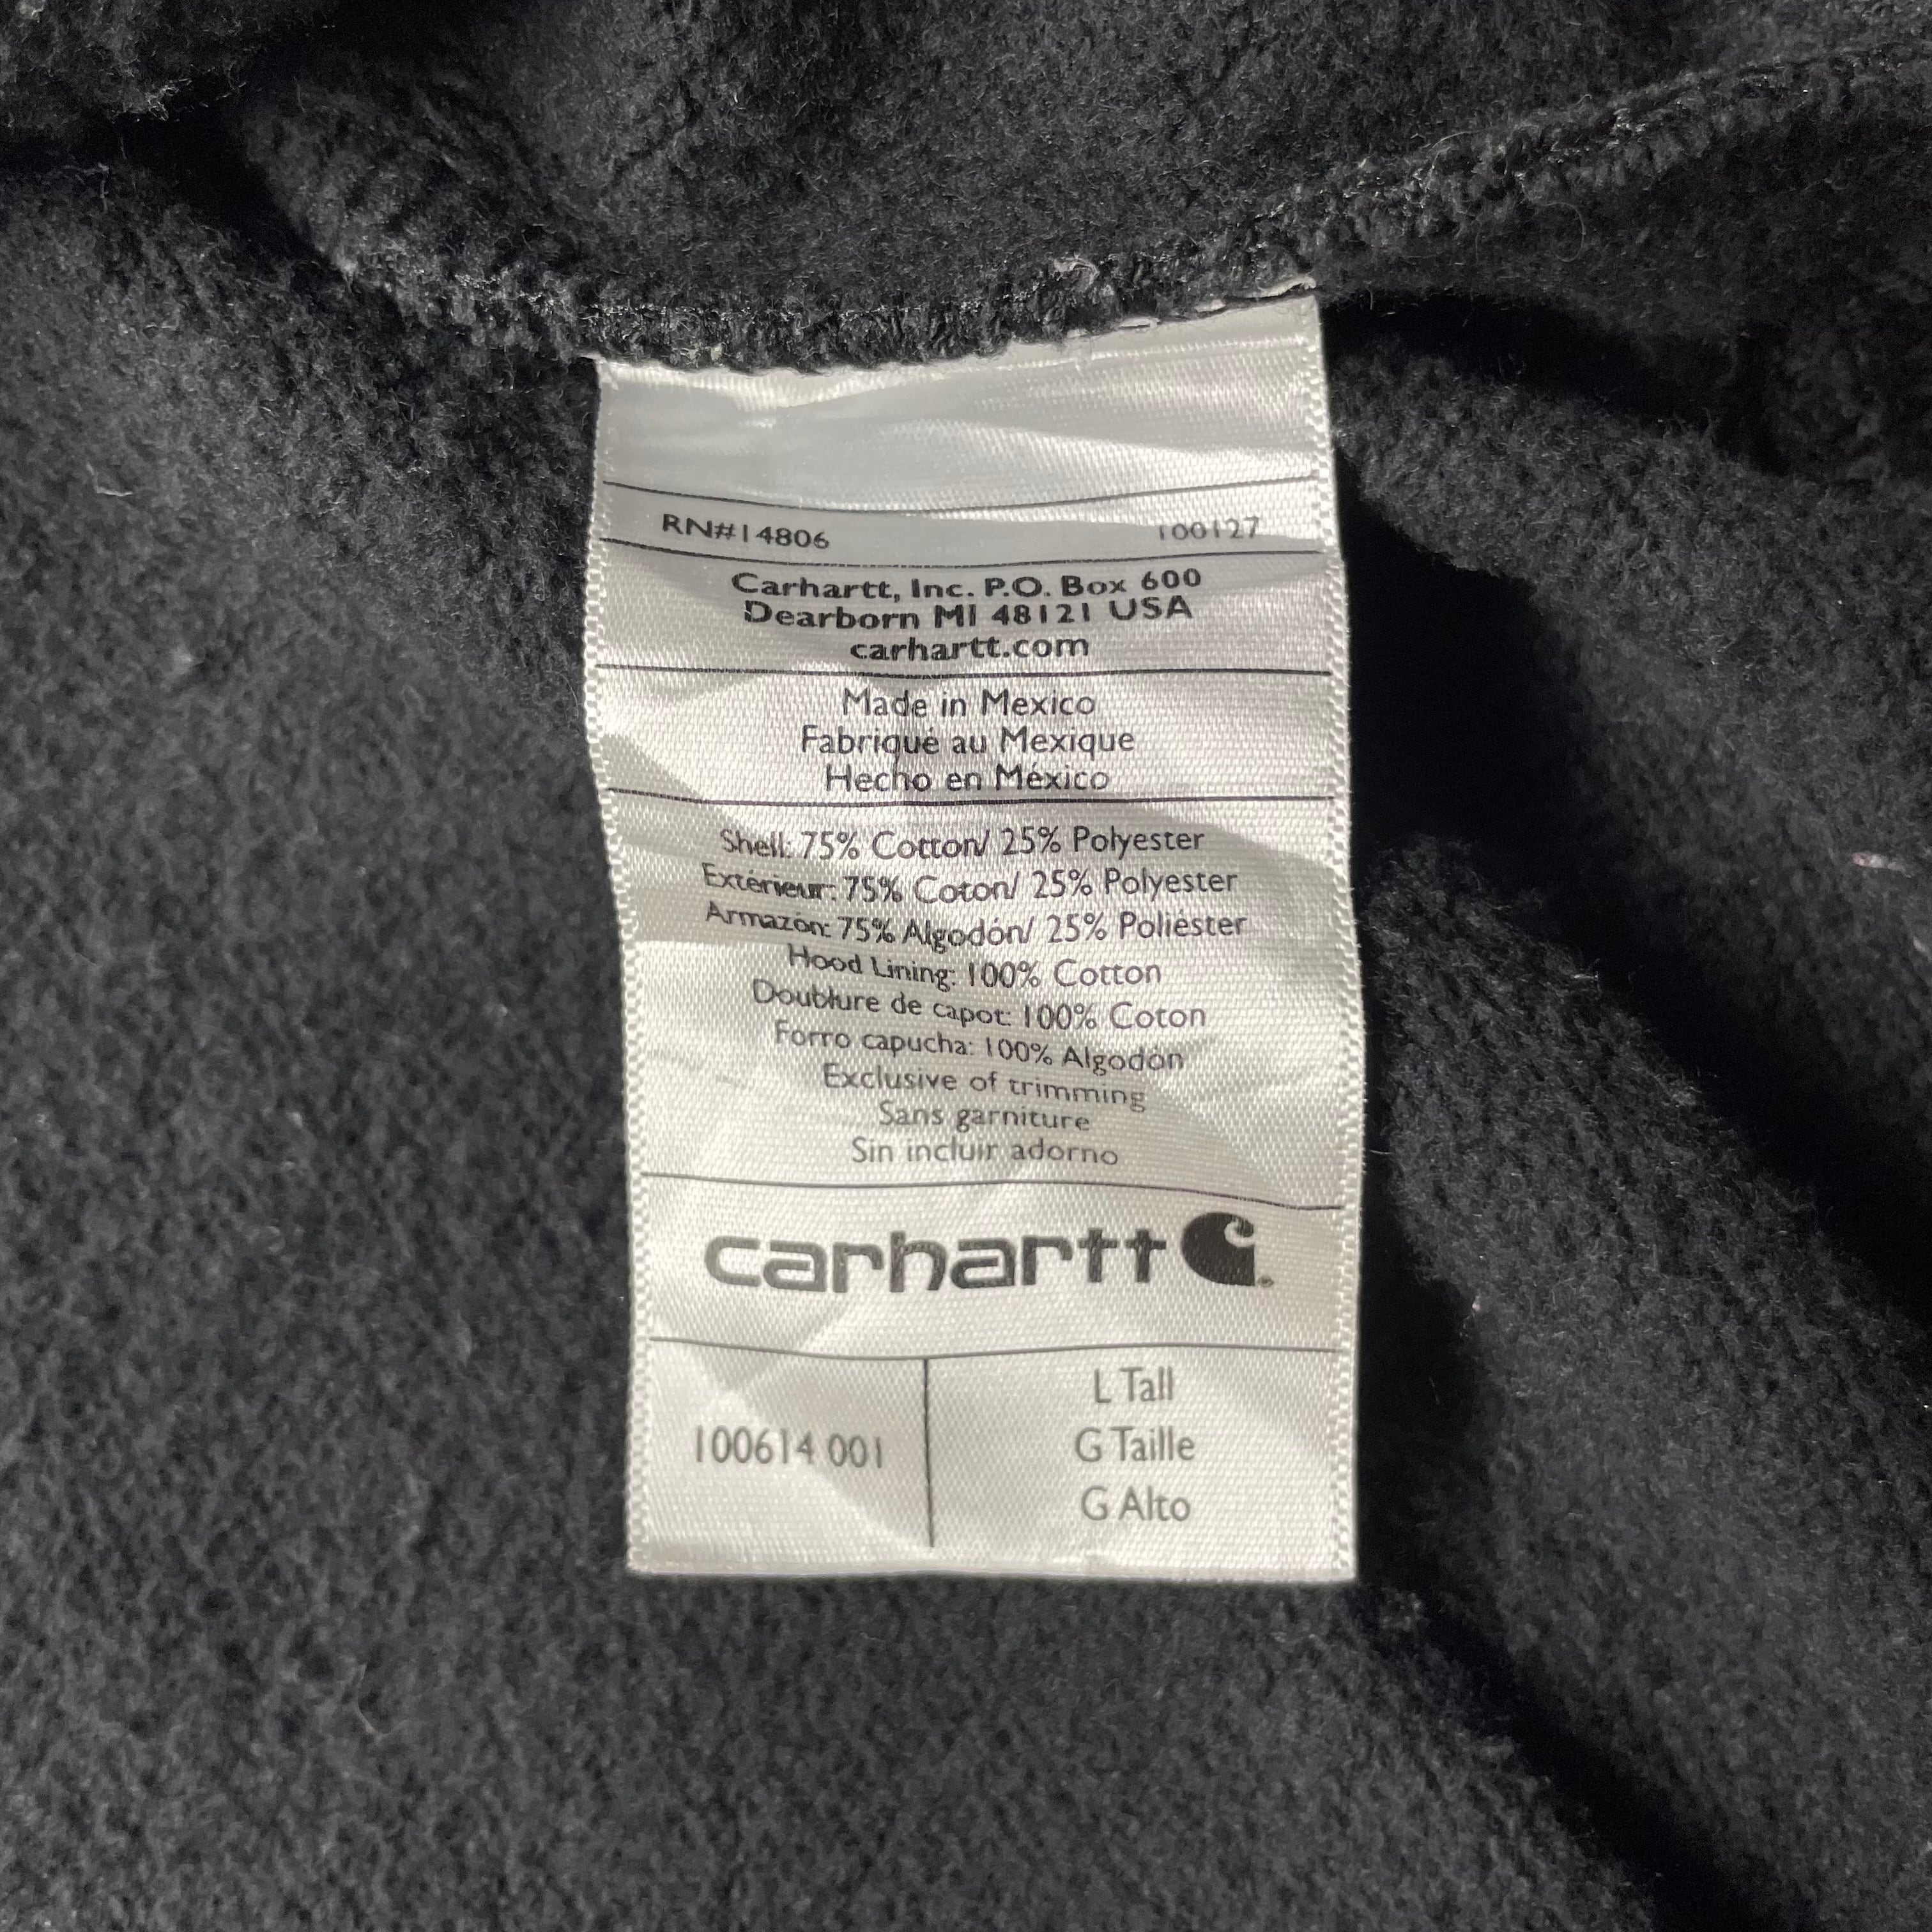 RN#14806 100127
Carhartt, Inc. P.O. Box 600
Dearborn MI 48121 USA
carhartt.com
Made in Mexico
Fabriqué au Mexique
Hecho en México
Shell: 75% Cotton/ 25% Polyester
Extérieur: 75% Coton/ 25% Polyester
Armazón: 75% Algodón/ 25% Poliéster
Hood Lining: 100% Cotton
Doublure de capot: 100% Coton
Forro capucha: 100% Algodón
Exclusive of trimming
Sans garniture
Sin incluir adorno
carhartt
L Tall
100614 001 G Taille
G Alto